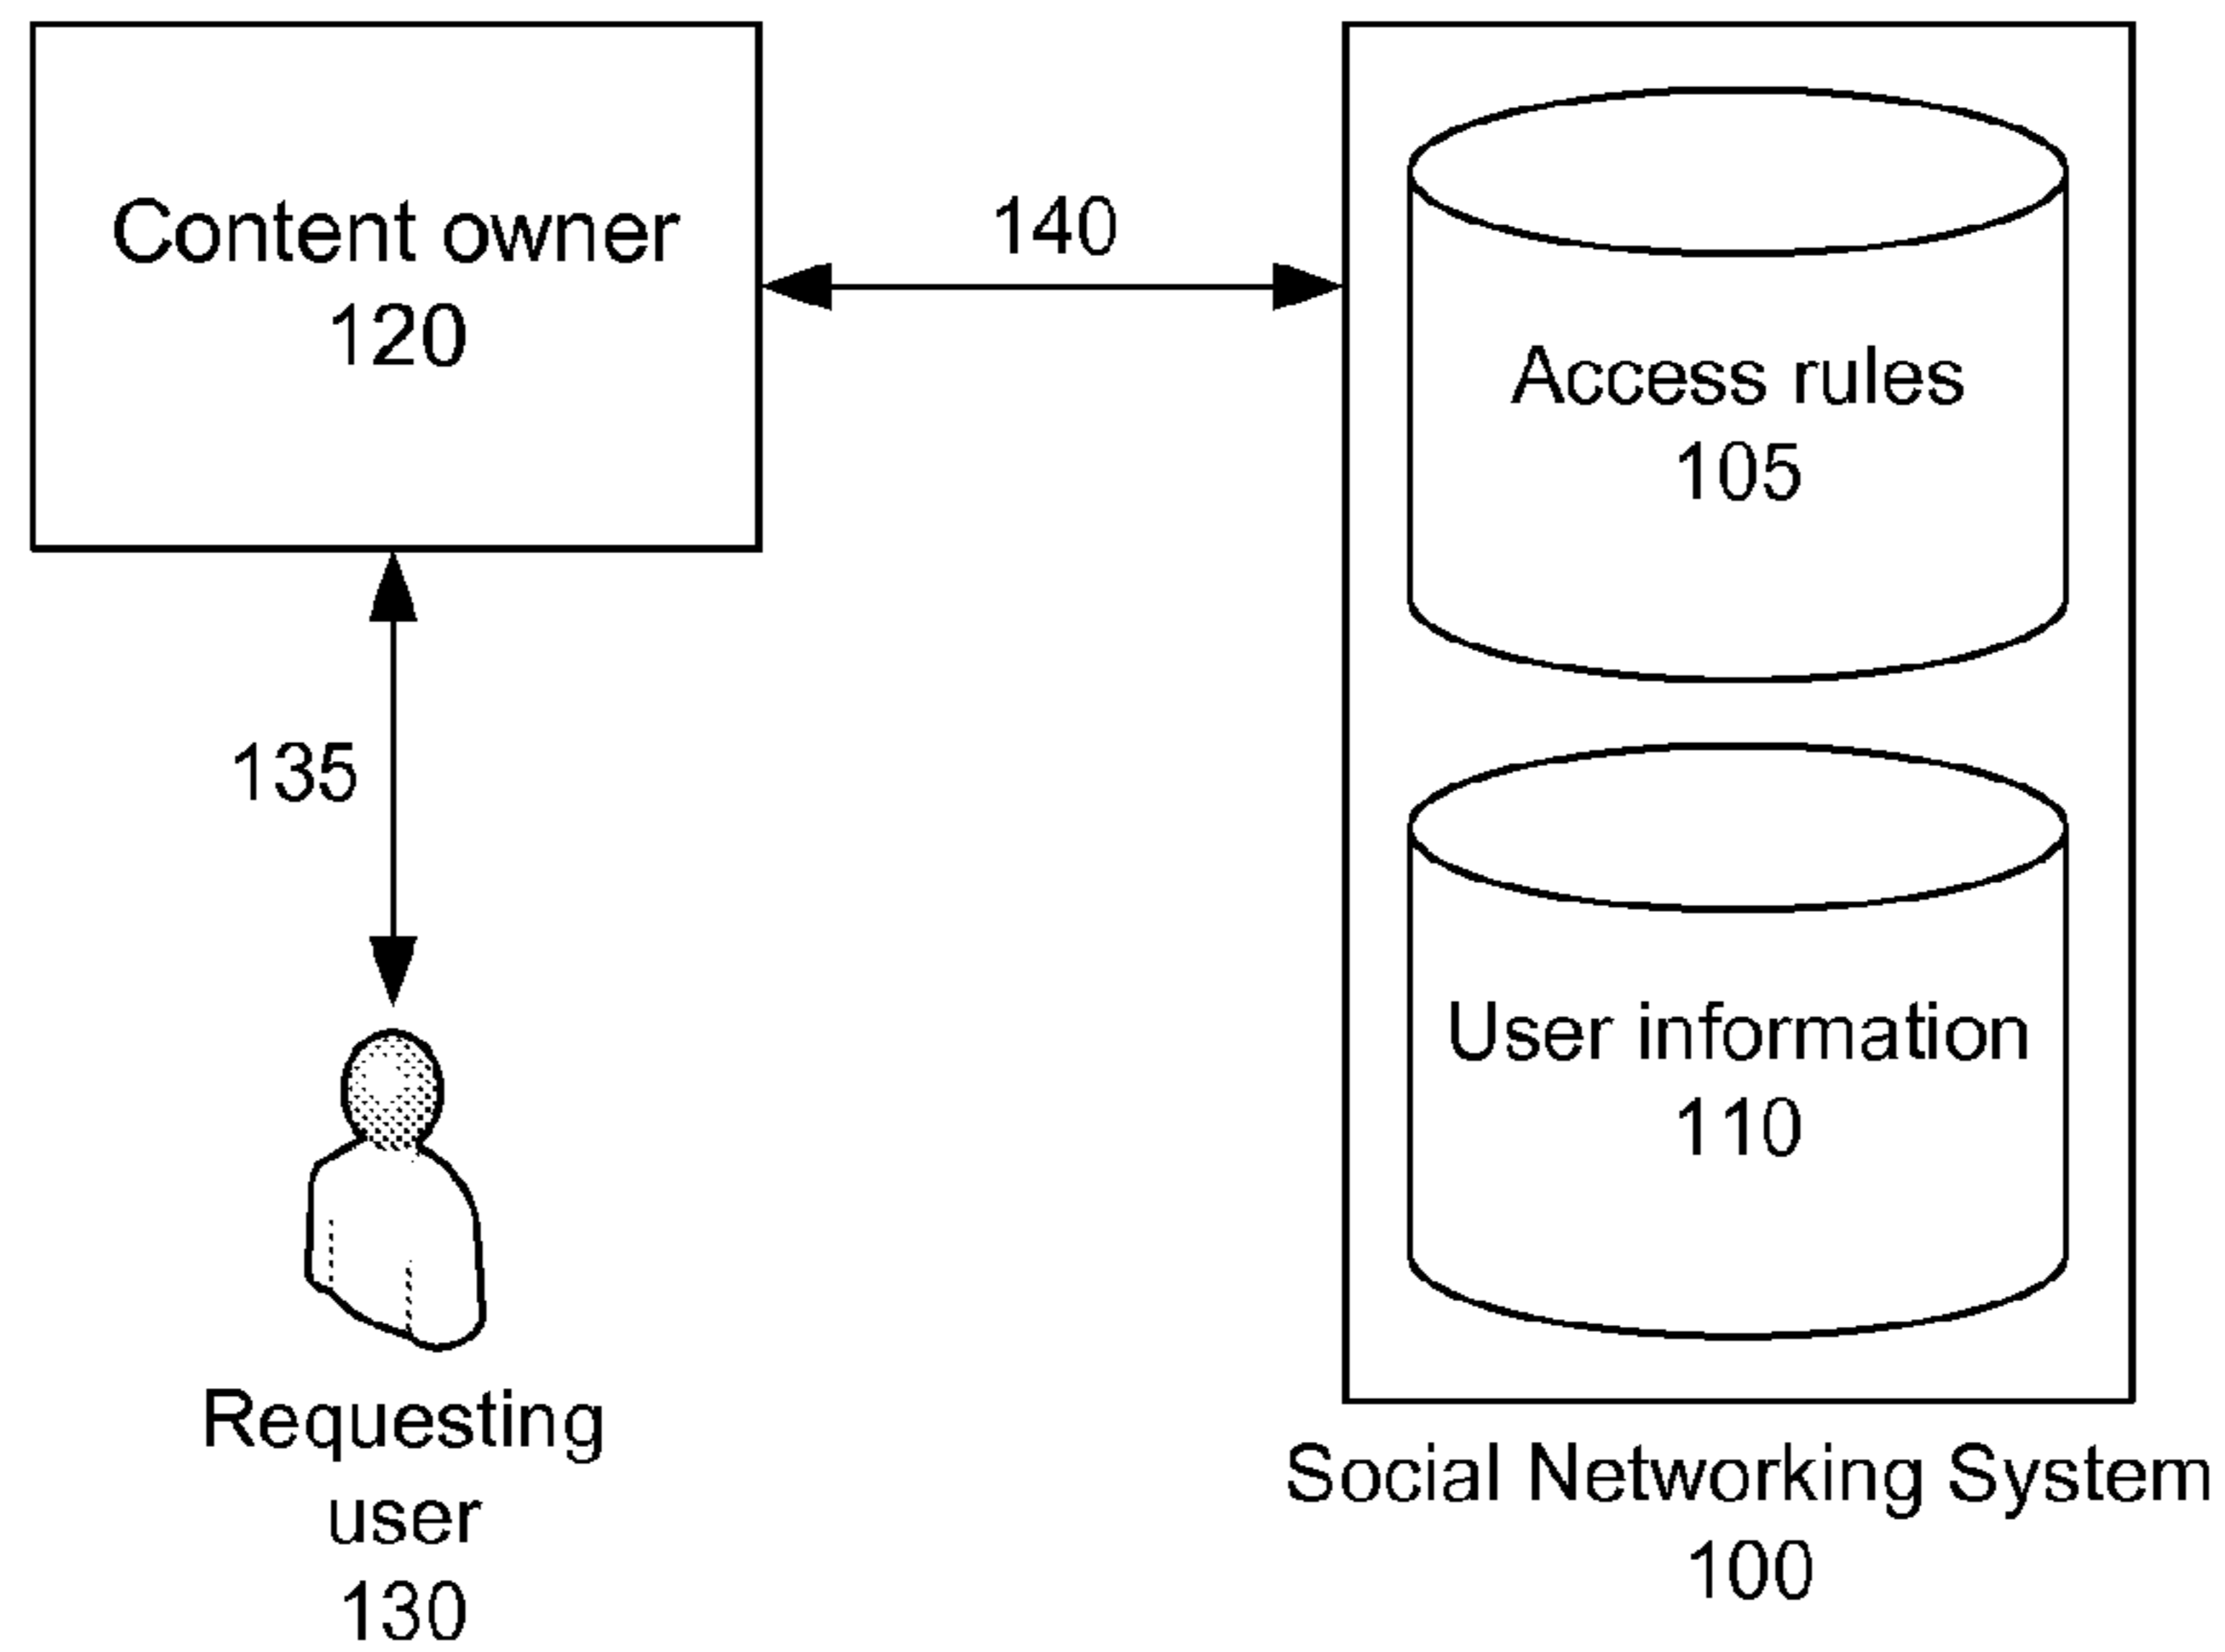 Content owner
120
140
Access rules
105
135
User information
110
Requesting
user
130
Social Networking System
100